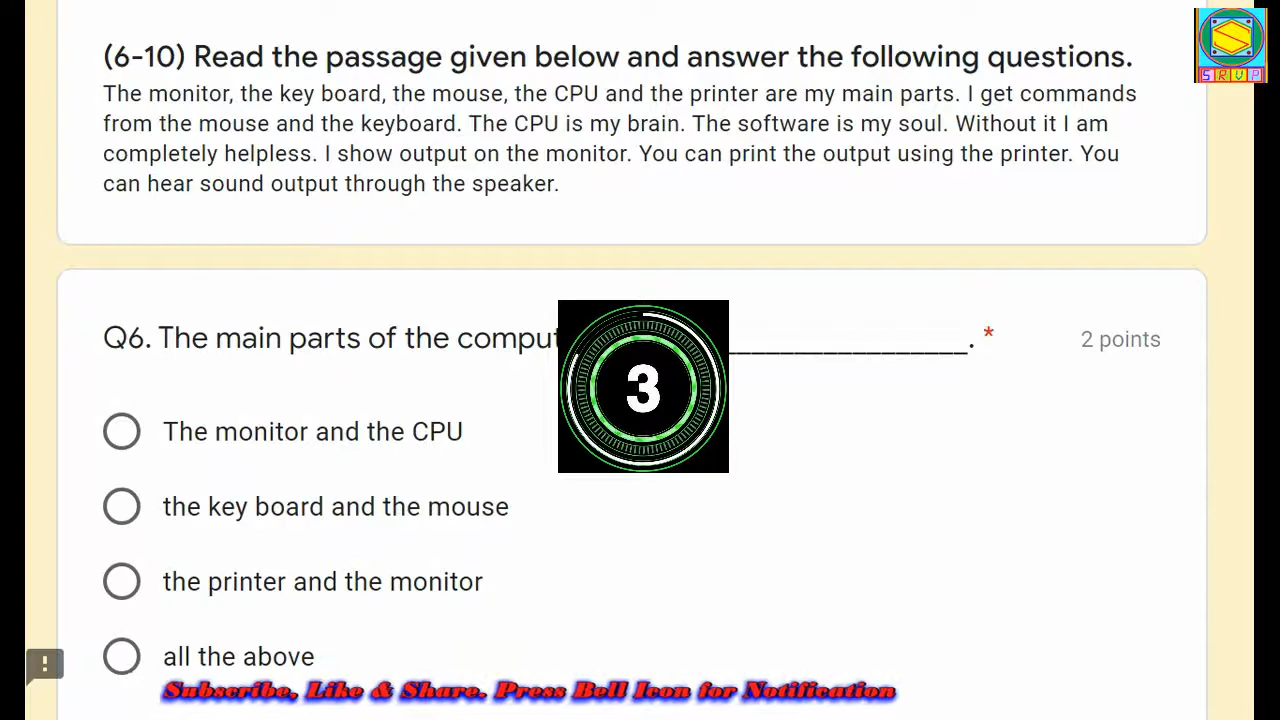 (6-10) Read the passage given below and answer the following questions.
The monitor, the key board, the mouse, the CPU and the printer are my main parts. I get commands
from the mouse and the keyboard. The CPU is my brain. The software is my soul. Without it I am
completely helpless. I show output on the monitor. You can print the output using the printer. You
can hear sound output through the speaker.
S R V P
Q6. The main parts of the comput __________________. * 2 points
3
The monitor and the CPU
the key board and the mouse
the printer and the monitor
all the above
!
Subscribe, Like & Share. Press Bell Icon for Notification